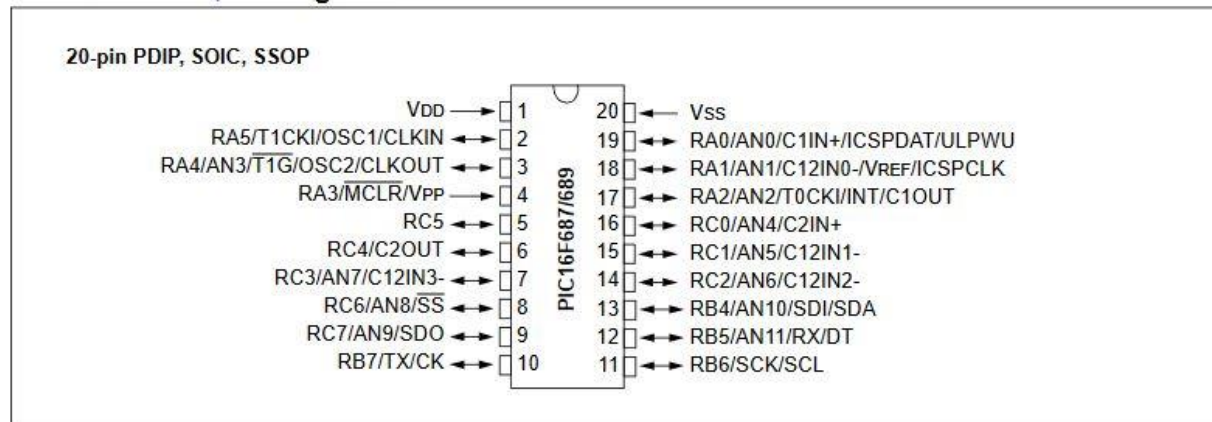 20-pin PDIP, SOIC, SSOP
VDD 1 20 VSS
RA5/T1CKI/OSC1/CLKIN 2 19 RA0/AN0/C1IN+/ICSPDAT/ULPWU
RA4/AN3/T1G/OSC2/CLKOUT 3 18 RA1/AN1/C12IN0-/VREF/ICSPCLK
RA3/MCLR/VPP 4 17 RA2/AN2/T0CKI/INT/C1OUT
RC5 5 16 RC0/AN4/C2IN+
RC4/C2OUT 6 15 RC1/AN5/C12IN1-
RC3/AN7/C12IN3- 7 14 RC2/AN6/C12IN2-
RC6/AN8/SS 8 13 RB4/AN10/SDI/SDA
RC7/AN9/SDO 9 12 RB5/AN11/RX/DT
RB7/TX/CK 10 11 RB6/SCK/SCL
PIC16F687/689